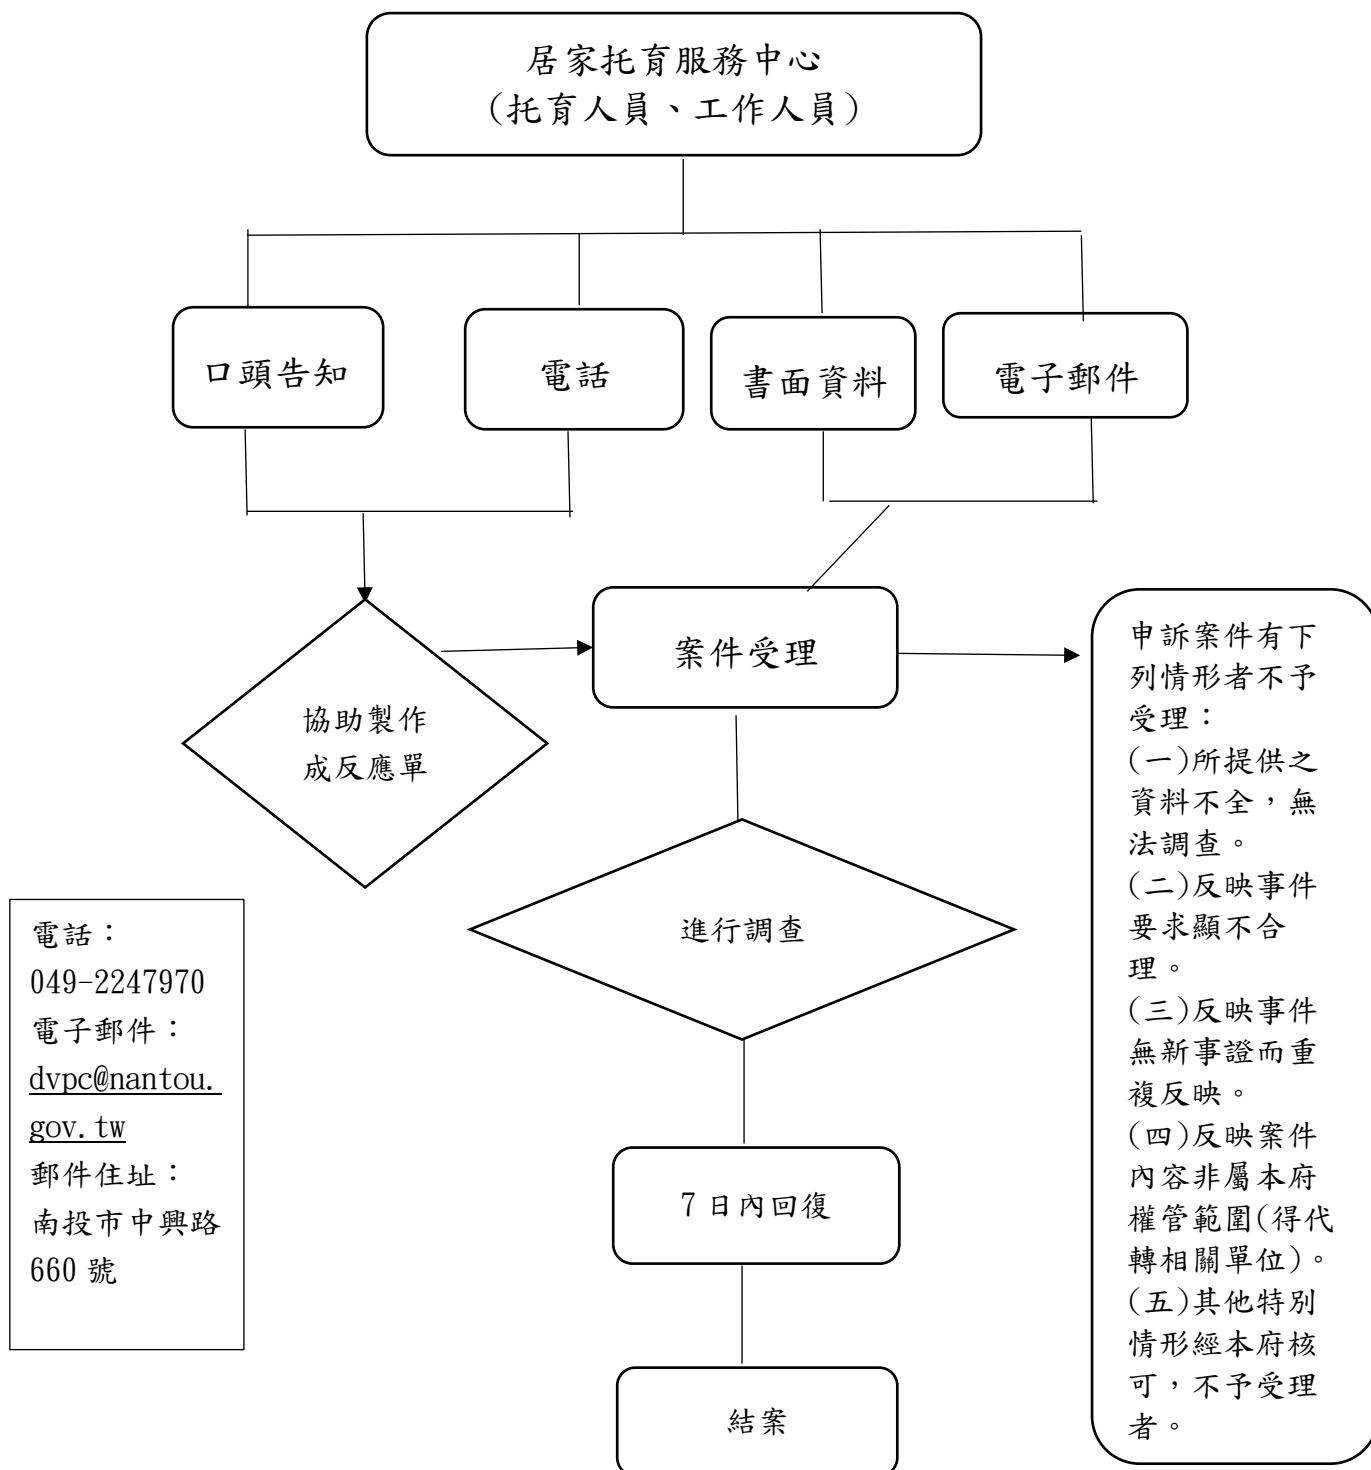 居家托育服務中心
(托育人員、工作人員)
口頭告知
電話
書面資料
電子郵件
案件受理
協助製作
成反應單
進行調查
7日內回復
結案
申訴案件有下
列情形者不予
受理：
(一)所提供之
資料不全，無
法調查。
(二)反映事件
要求顯不合
理。
(三)反映事件
無新事證而重
複反映。
(四)反映案件
內容非屬本府
權管範圍(得代
轉相關單位)。
(五)其他特別
情形經本府核
可，不予受理
者。
電話：
049-2247970
電子郵件：
dvpc@nantou.
gov.tw
郵件住址：
南投市中興路
660號